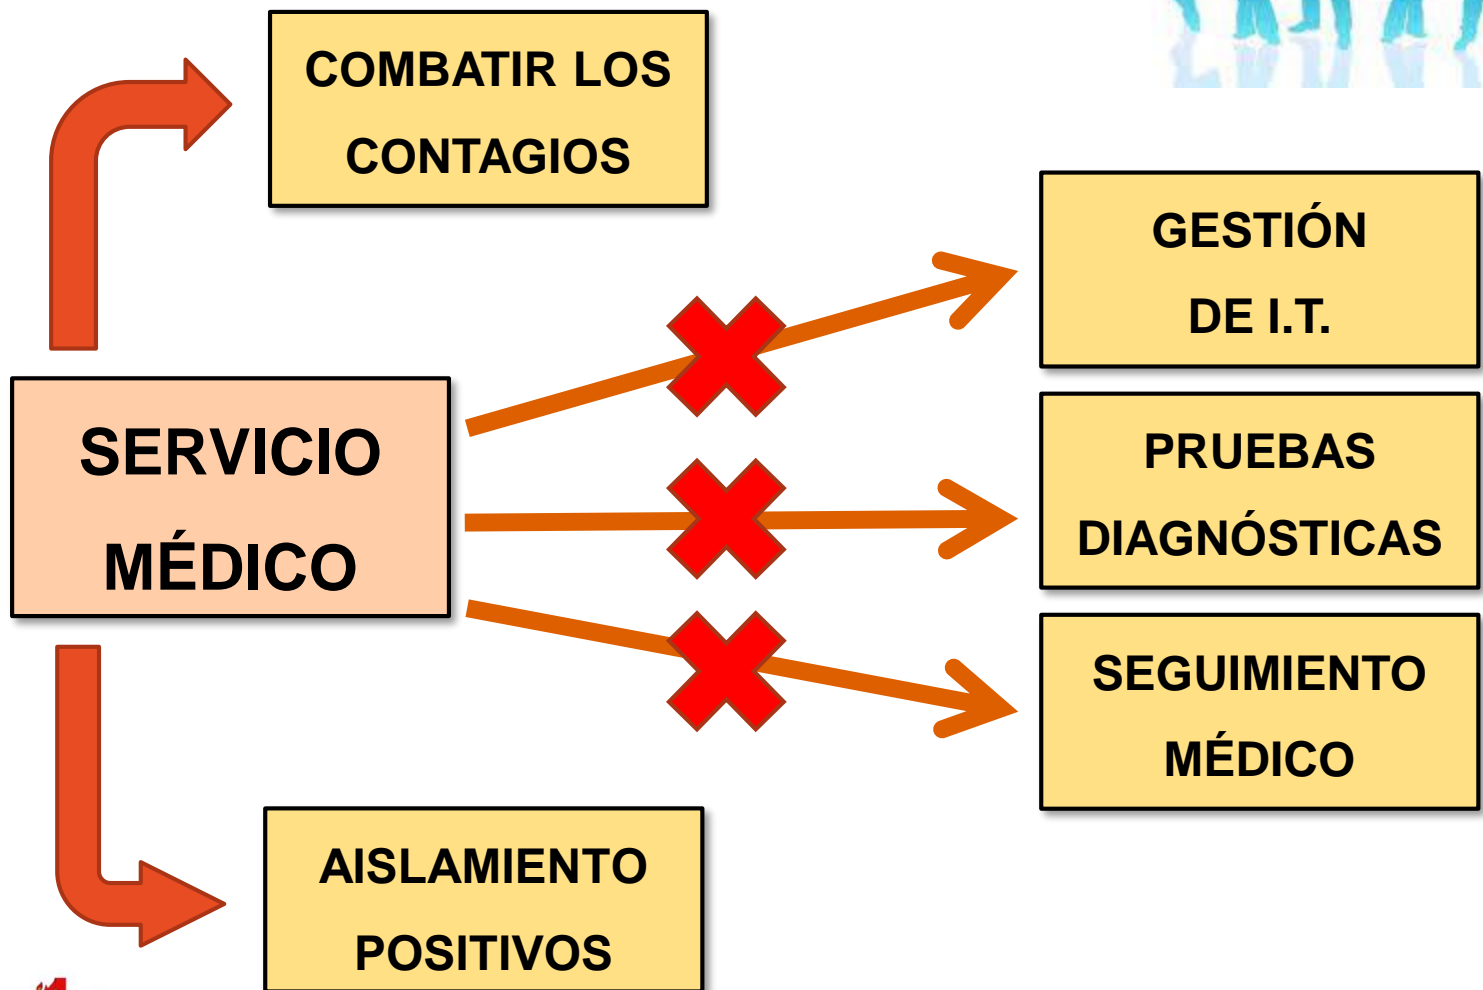 COMBATIR LOS
CONTAGIOS
GESTIÓN
DE I.T.
SERVICIO
MÉDICO
PRUEBAS
DIAGNÓSTICAS
SEGUIMIENTO
MÉDICO
AISLAMIENTO
POSITIVOS